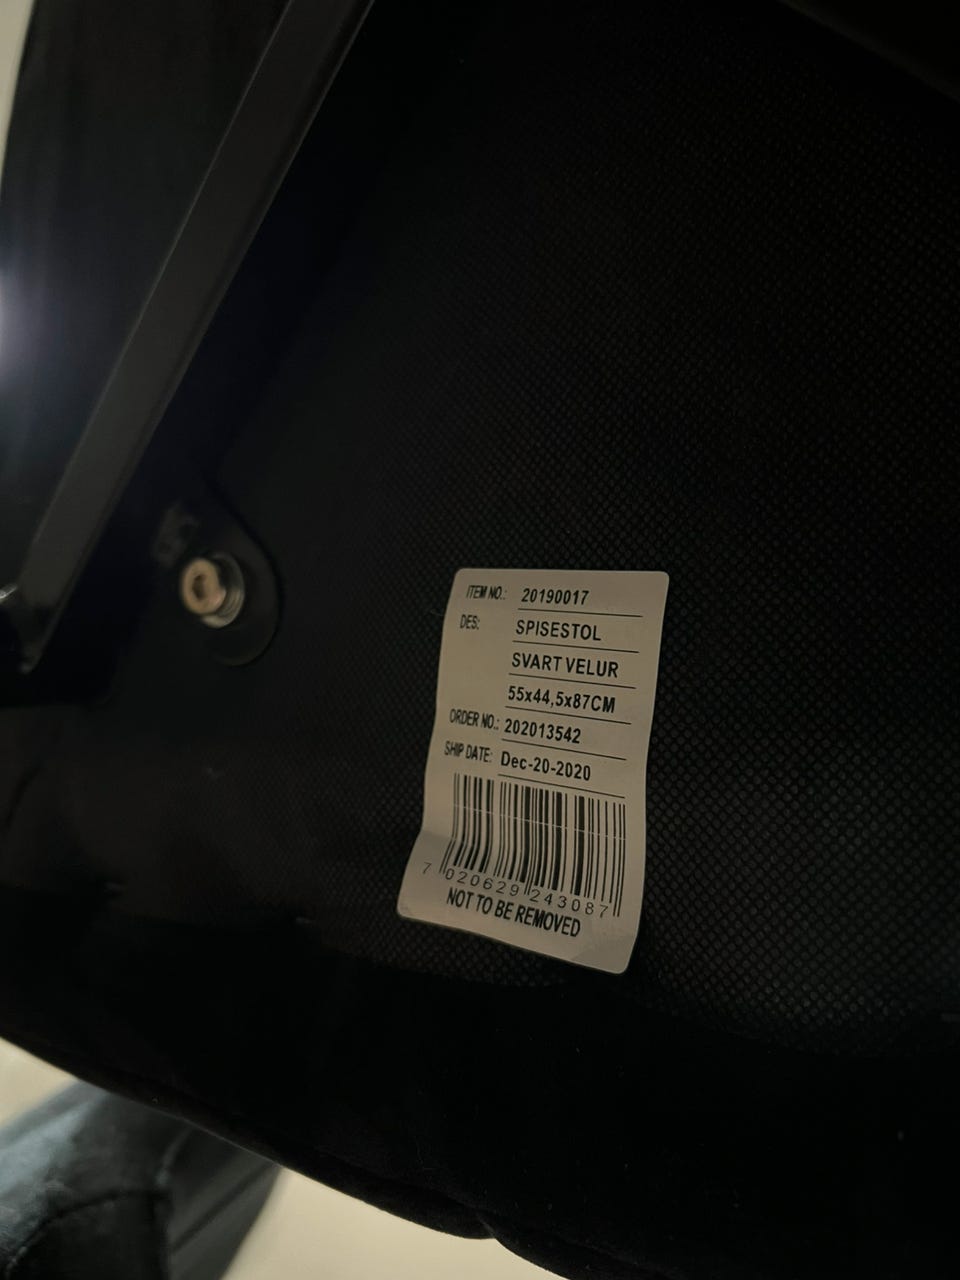 ITEM NO.: 20190017
DES: SPISESTOL
SVART VELUR
55x44,5x87CM
ORDER NO.: 202013542
SHIP DATE: Dec-20-2020
7 020629 243087
NOT TO BE REMOVED